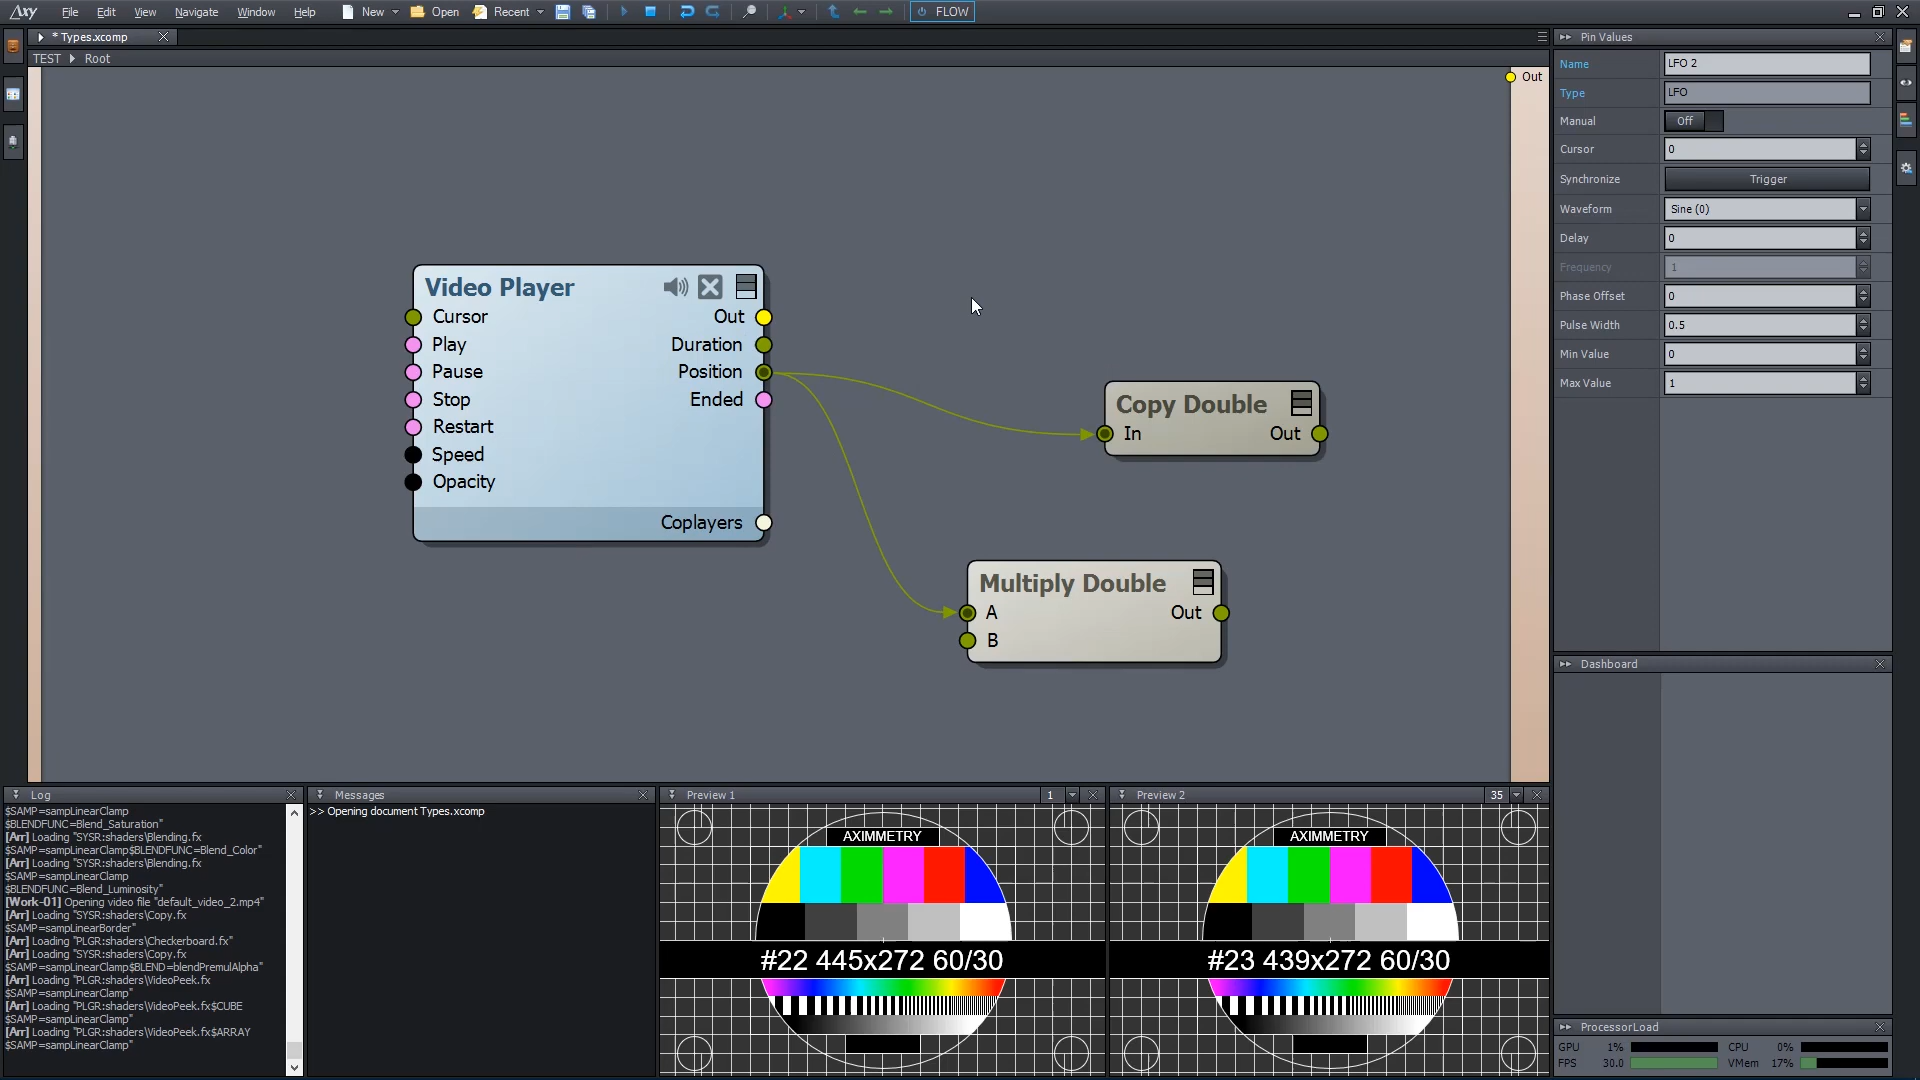 Axy File Edit View Navigate Window Help New Open Recent FLOW
* Types.xcomp
TEST Root
Out
Video Player
Cursor Out
Play Duration
Pause Position
Stop Ended
Restart
Speed
Opacity
Coplayers
Copy Double
In Out
Multiply Double
A Out
B
Pin Values
Name LFO 2
Type LFO
Manual Off
Cursor 0
Synchronize Trigger
Waveform Sine (0)
Delay 0
Frequency 1
Phase Offset 0
Pulse Width 0.5
Min Value 0
Max Value 1
Dashboard
Log
$SAMP=sampLinearClamp
$BLENDFUNC=Blend_Saturation"
[Arr] Loading "SYSR:shaders\Blending.fx
$SAMP=sampLinearClamp$BLENDFUNC=Blend_Color"
[Arr] Loading "SYSR:shaders\Blending.fx
$SAMP=sampLinearClamp
$BLENDFUNC=Blend_Luminosity"
[Work-01] Opening video file "default_video_2.mp4"
[Arr] Loading "SYSR:shaders\Copy.fx
$SAMP=sampLinearBorder"
[Arr] Loading "PLGR:shaders\Checkerboard.fx"
[Arr] Loading "SYSR:shaders\Copy.fx
$SAMP=sampLinearClamp$BLEND=blendPremulAlpha"
[Arr] Loading "PLGR:shaders\VideoPeek.fx
$SAMP=sampLinearClamp"
[Arr] Loading "PLGR:shaders\VideoPeek.fx$CUBE
$SAMP=sampLinearClamp"
[Arr] Loading "PLGR:shaders\VideoPeek.fx$ARRAY
$SAMP=sampLinearClamp"
Messages
>> Opening document Types.xcomp
Preview 1 1
AXIMMETRY
#22 445x272 60/30
Preview 2 35
AXIMMETRY
#23 439x272 60/30
ProcessorLoad
GPU 1% CPU 0%
FPS 30.0 VMem 17%